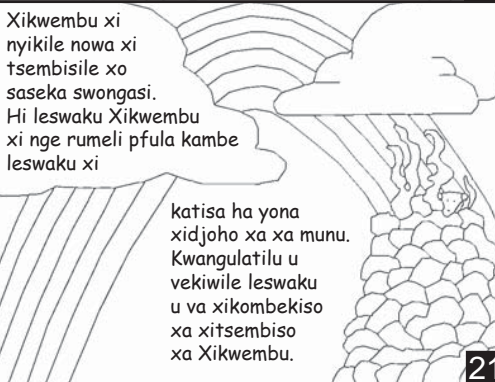 Xikwembu xi
nyikile nowa xi
tsembisile xo
saseka swongasi.
Hi leswaku Xikwembu
xi nge rumeli pfula kambe
leswaku xi
katisa ha yona
xidjoho xa xa munu.
Kwangulatilu u
vekiwile leswaku
u va xikombekiso
xa xitsembiso
xa Xikwembu.
21